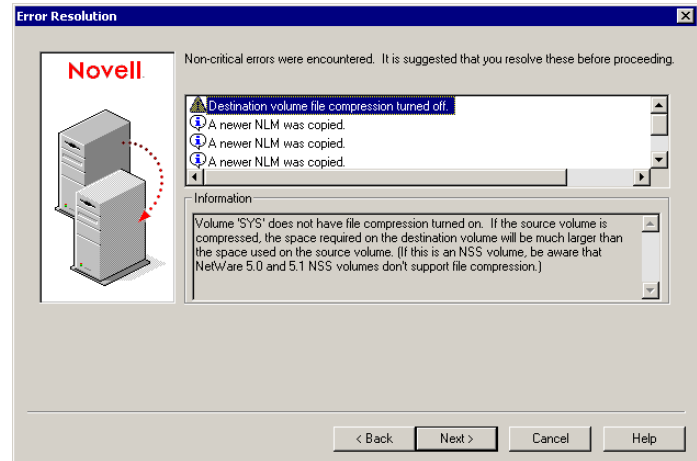 Error Resolution
Novell.
Non-critical errors were encountered. It is suggested that you resolve these before proceeding.
Destination volume file compression turned off.
A newer NLM was copied.
A newer NLM was copied.
A newer NLM was copied.
Information
Volume 'SYS' does not have file compression turned on. If the source volume is
compressed, the space required on the destination volume will be much larger than
the space used on the source volume. (If this is an NSS volume, be aware that
NetWare 5.0 and 5.1 NSS volumes don't support file compression.)
< Back
Next >
Cancel
Help